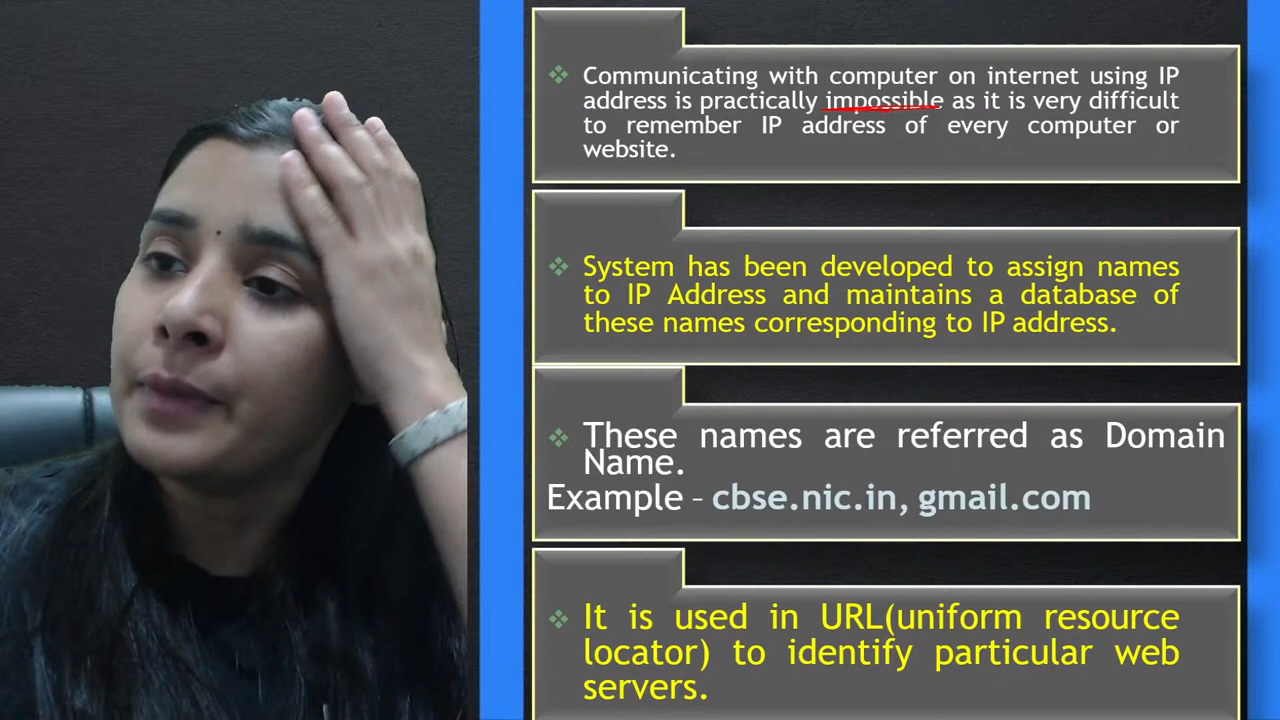 Communicating with computer on internet using IP
address is practically impossible as it is very difficult
to remember IP address of every computer or
website.
System has been developed to assign names
to IP Address and maintains a database of
these names corresponding to IP address.
These names are referred as Domain
Name.
Example – cbse.nic.in, gmail.com
It is used in URL(uniform resource
locator) to identify particular web
servers.